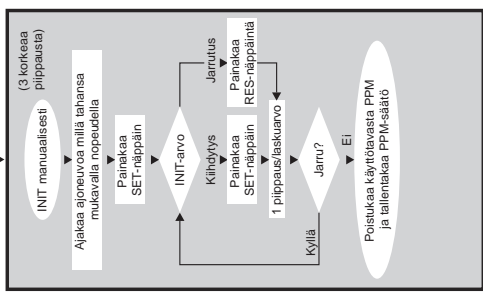 (3 korkeaa
piippausta)
INIT manuaalisesti
Ajakaa ajoneuvoa millä tahansa
mukavalla nopeudella
Painakaa
SET-näppäin
INIT-arvo
Jarrutus
Kiihdytys
Painakaa
RES-näppäintä
Painakaa
SET-näppäin
1 piippaus/laskuarvo
Jarru?
Kyllä
Ei
Poistukaa käyttötavasta PPM
ja tallentakaa PPM-säätö